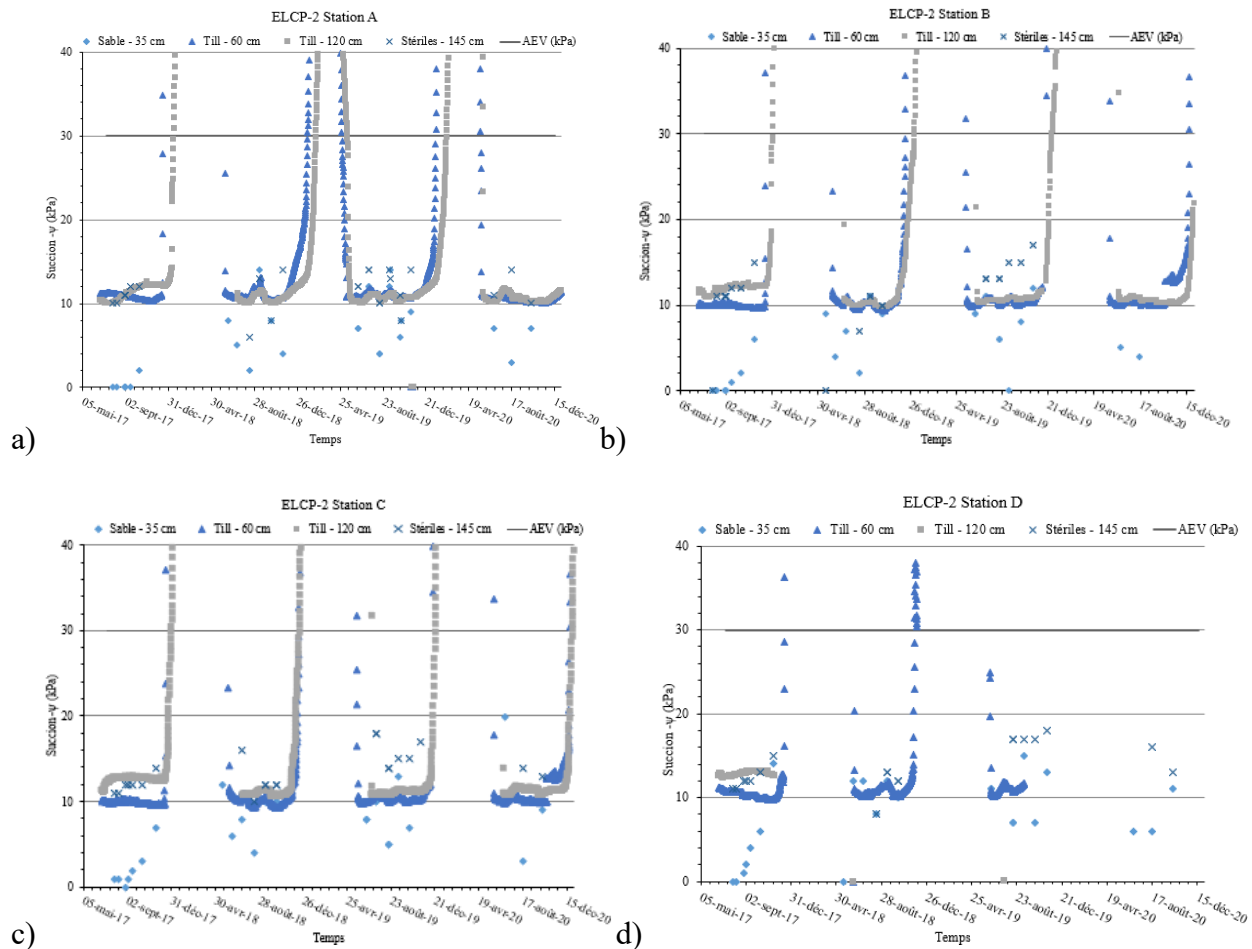 ELCP-2 Station A
Sable - 35 cm Till - 60 cm Till - 120 cm Stériles - 145 cm AEV (kPa)
40
30
20
10
0
Succion -ψ (kPa)
05-mai-17 02-sept-17 31-déc-17 30-avr-18 28-août-18 26-déc-18 25-avr-19 23-août-19 21-déc-19 19-avr-20 17-août-20 15-déc-20
Temps
a)
ELCP-2 Station B
Sable - 35 cm Till - 60 cm Till - 120 cm Stériles - 145 cm AEV (kPa)
40
30
20
10
0
Succion -ψ (kPa)
05-mai-17 02-sept-17 31-déc-17 30-avr-18 28-août-18 26-déc-18 25-avr-19 23-août-19 21-déc-19 19-avr-20 17-août-20 15-déc-20
Temps
b)
ELCP-2 Station C
Sable - 35 cm Till - 60 cm Till - 120 cm Stériles - 145 cm AEV (kPa)
40
30
20
10
0
Succion -ψ (kPa)
05-mai-17 02-sept-17 31-déc-17 30-avr-18 28-août-18 26-déc-18 25-avr-19 23-août-19 21-déc-19 19-avr-20 17-août-20 15-déc-20
Temps
c)
ELCP-2 Station D
Sable - 35 cm Till - 60 cm Till - 120 cm Stériles - 145 cm AEV (kPa)
40
30
20
10
0
Succion -ψ (kPa)
05-mai-17 02-sept-17 31-déc-17 30-avr-18 28-août-18 26-déc-18 25-avr-19 23-août-19 21-déc-19 19-avr-20 17-août-20 15-déc-20
Temps
d)